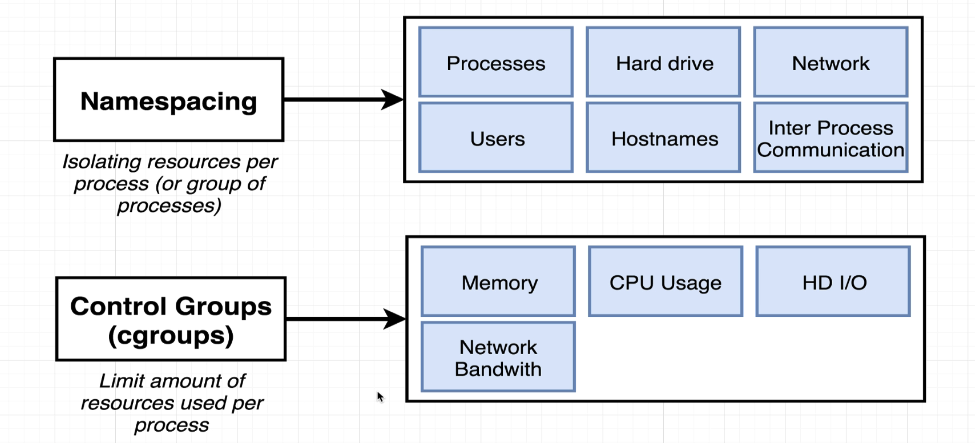 Namespacing
Isolating resources per
process (or group of
processes)
Processes
Hard drive
Network
Users
Hostnames
Inter Process
Communication
Control Groups
(cgroups)
Limit amount of
resources used per
process
Memory
CPU Usage
HD I/O
Network
Bandwith